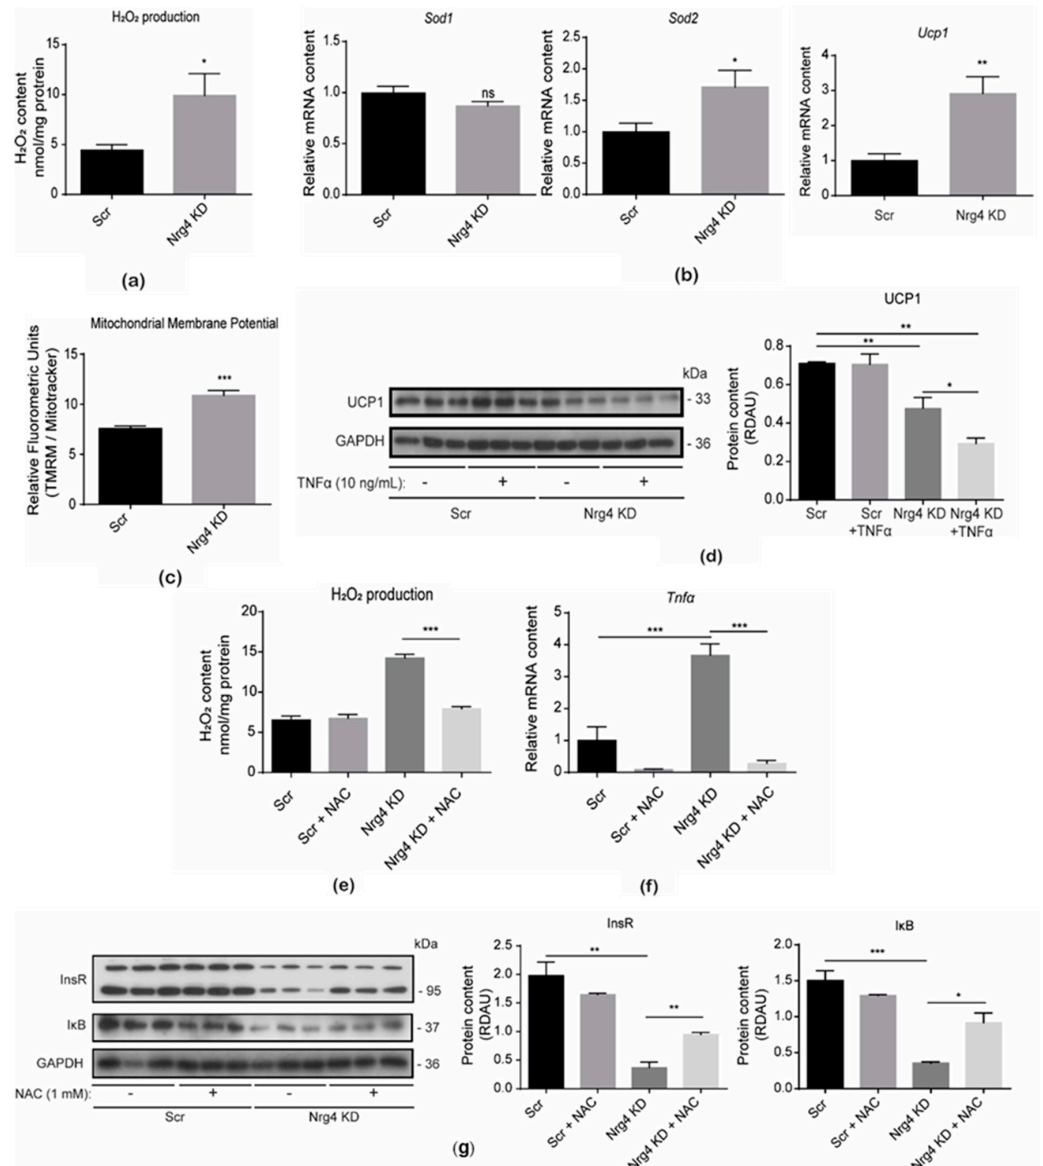 H₂O₂ production
H₂O₂ content
nmol/mg protrein
15
10
5
0
*
Scr
Nrg4 KD
(a)
Sod1
Relative mRNA content
1.5
1.0
0.5
0.0
ns
Scr
Nrg4 KD
Sod2
Relative mRNA content
2.5
2.0
1.5
1.0
0.5
0.0
*
Scr
Nrg4 KD
Ucp1
Relative mRNA content
4
3
2
1
0
**
Scr
Nrg4 KD
(b)
Mitochondrial Membrane Potential
Relative Fluorometric Units
(TMRM / Mitotracker)
15
10
5
0
***
Scr
Nrg4 KD
(c)
kDa
UCP1
- 33
GAPDH
- 36
TNFα (10 ng/mL): - + - +
Scr Nrg4 KD
UCP1
Protein content
(RDAU)
0.8
0.6
0.4
0.2
0.0
**
**
*
Scr
Scr
+TNFα
Nrg4 KD
Nrg4 KD
+TNFα
(d)
H₂O₂ production
H₂O₂ content
nmol/mg protrein
20
15
10
5
0
***
Scr
Scr + NAC
Nrg4 KD
Nrg4 KD + NAC
(e)
Tnfα
Relative mRNA content
5
4
3
2
1
0
***
***
Scr
Scr + NAC
Nrg4 KD
Nrg4 KD + NAC
(f)
kDa
InsR
- 95
IκB
- 37
GAPDH
- 36
NAC (1 mM): - + - +
Scr Nrg4 KD
InsR
Protein content
(RDAU)
2.5
2.0
1.5
1.0
0.5
0.0
**
**
Scr
Scr + NAC
Nrg4 KD
Nrg4 KD + NAC
IκB
Protein content
(RDAU)
2.0
1.5
1.0
0.5
0.0
***
*
Scr
Scr + NAC
Nrg4 KD
Nrg4 KD + NAC
(g)